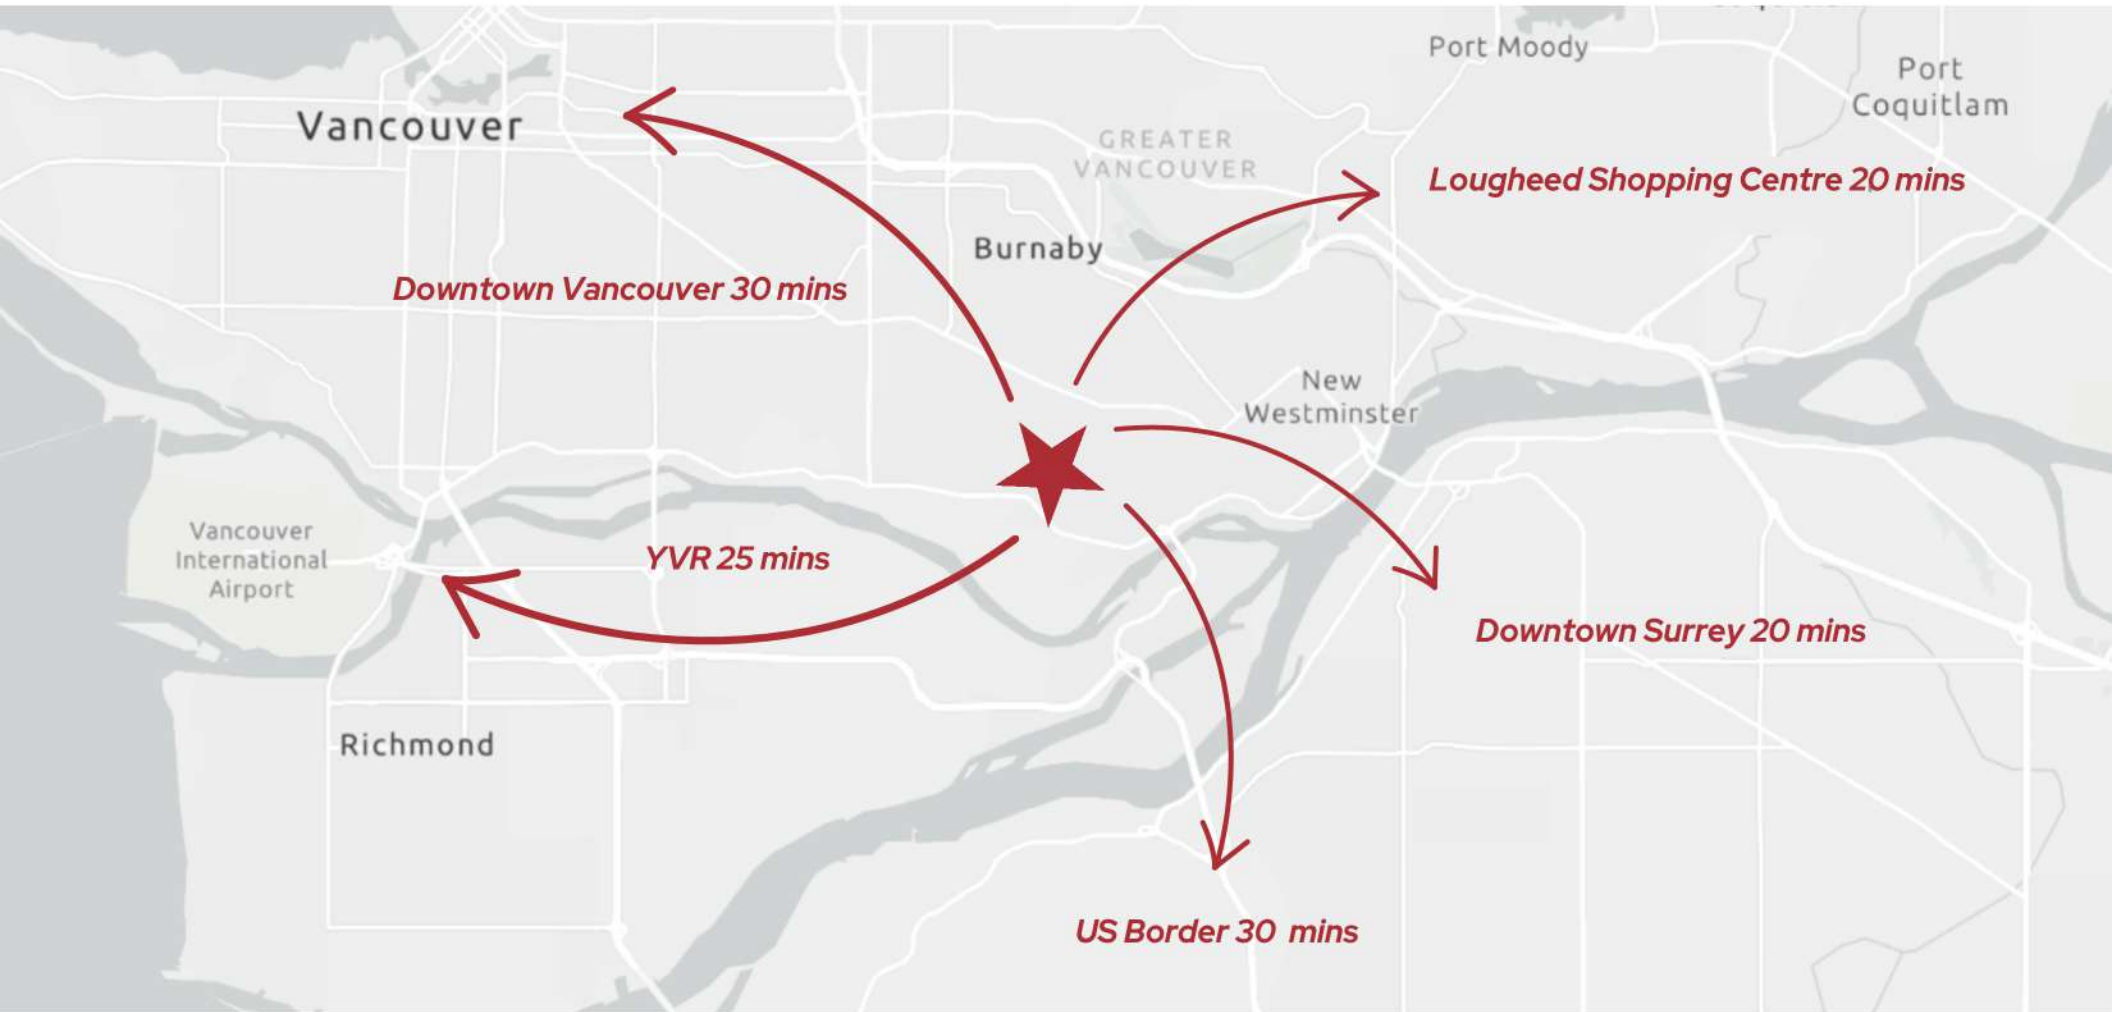 Port Moody
Port
Coquitlam
Vancouver
GREATER
VANCOUVER
Lougheed Shopping Centre 20 mins
Burnaby
Downtown Vancouver 30 mins
New
Westminster
Vancouver
International
Airport
YVR 25 mins
Downtown Surrey 20 mins
Richmond
US Border 30  mins